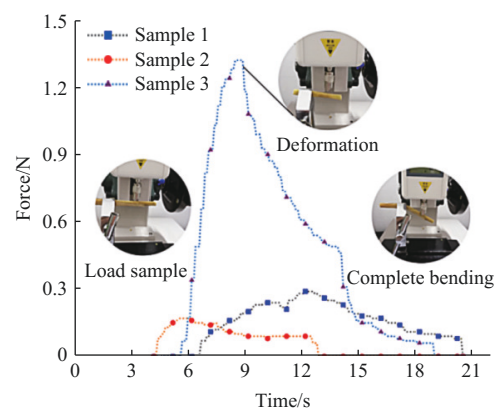 Force/N
1.5
1.2
0.9
0.6
0.3
0
Sample 1
Sample 2
Sample 3
Deformation
Load sample
Complete bending
0 3 6 9 12 15 18 21
Time/s